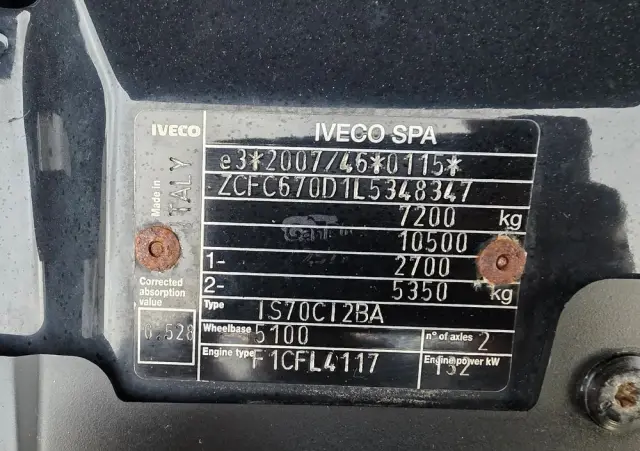 IVECO
IVECO SPA
Made in
ITALY
e3*2007/46*0115*
ZCFC670D1L5348347
7200 kg
10500
1- 2700
2- 5350 kg
Corrected
absorption
value
0.528
Type IS70CI2BA
Wheelbase 5100 n° of axles 2
Engine type F1CFL4117 Engine power kW 132